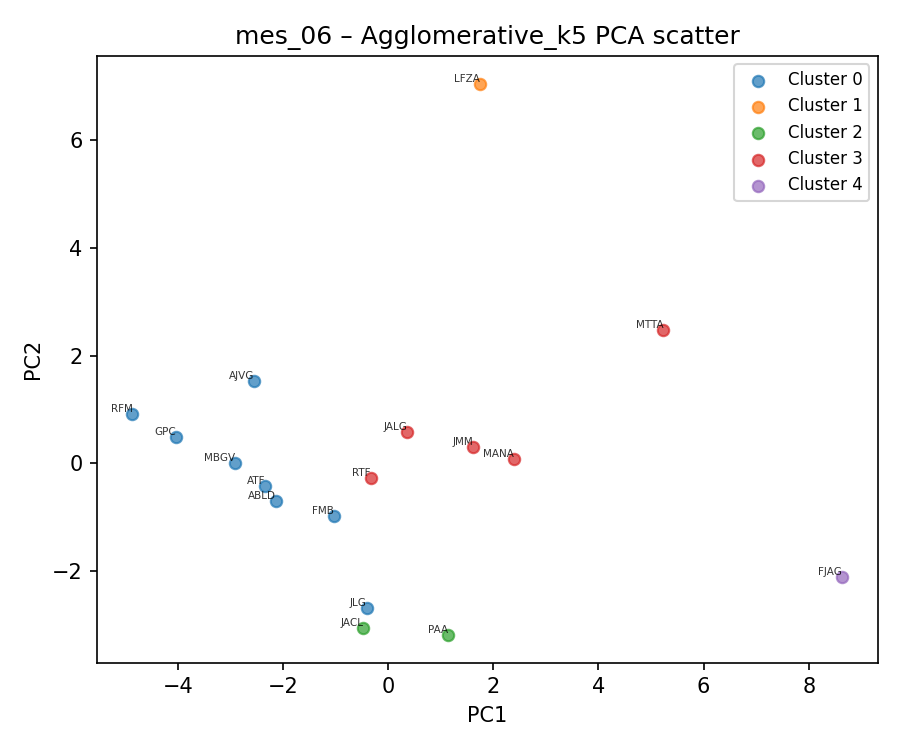 mes_06 – Agglomerative_k5 PCA scatter
LFZA
Cluster 0
Cluster 1
Cluster 2
Cluster 3
Cluster 4
6
4
2
0
−2
PC2
MTTA
AJVG
RFM
GPC
JALG
JMM
MBGV
MANA
RTF
ATF
ABLD
FMB
FJAG
JLG
JACL
PAA
−4
−2
0
2
4
6
8
PC1